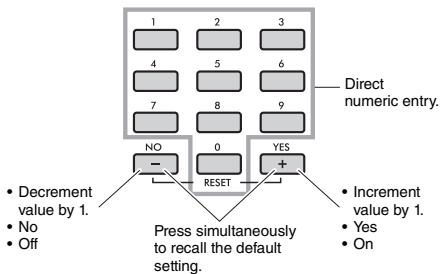 1 2 3
4 5 6
7 8 9
NO 0 YES
– +
RESET
Direct
numeric entry.
• Decrement
value by 1.
• No
• Off
Press simultaneously
to recall the default
setting.
• Increment
value by 1.
• Yes
• On